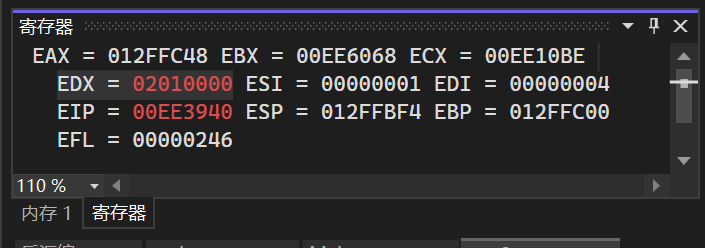 寄存器
EAX = 012FFC48 EBX = 00EE6068 ECX = 00EE10BE
EDX = 02010000 ESI = 00000001 EDI = 00000004
EIP = 00EE3940 ESP = 012FFBF4 EBP = 012FFC00
EFL = 00000246
110 %
内存 1 寄存器